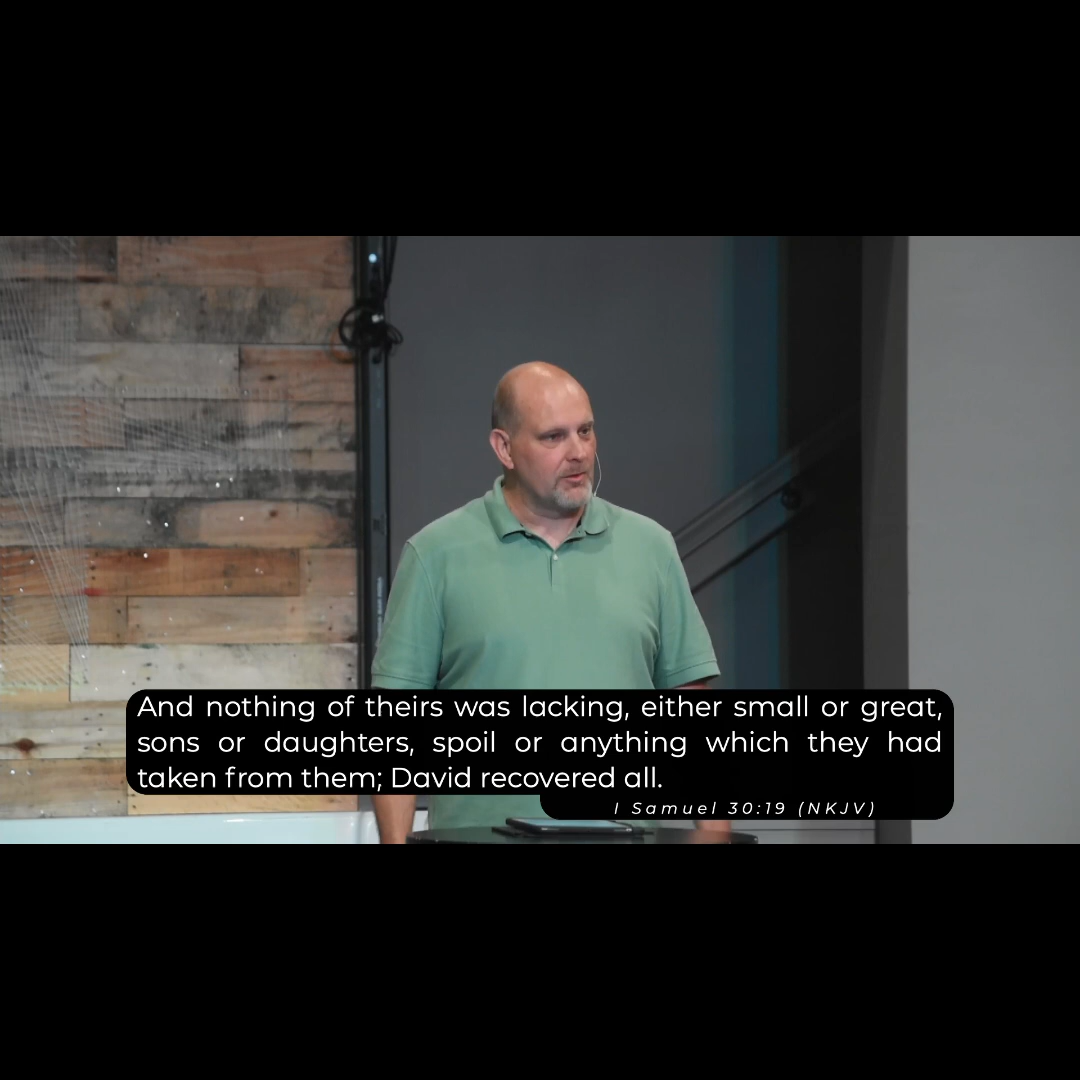 And nothing of theirs was lacking, either small or great,
sons or daughters, spoil or anything which they had
taken from them; David recovered all.
I Samuel 30:19 (NKJV)